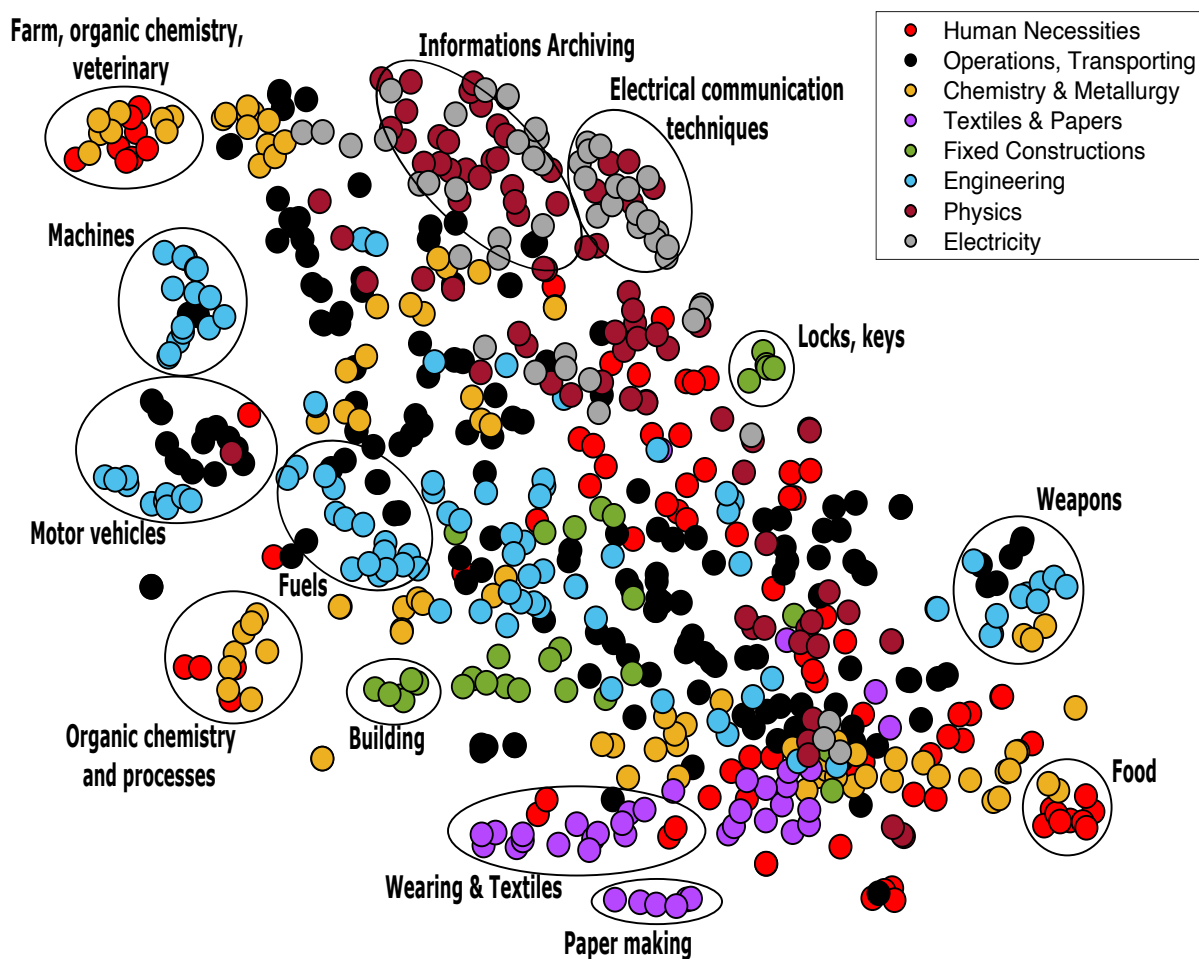 Farm, organic chemistry,
veterinary
Informations Archiving
Electrical communication
techniques
Human Necessities
Operations, Transporting
Chemistry & Metallurgy
Textiles & Papers
Fixed Constructions
Engineering
Physics
Electricity
Machines
Locks, keys
Motor vehicles
Weapons
Fuels
Organic chemistry
and processes
Building
Food
Wearing & Textiles
Paper making